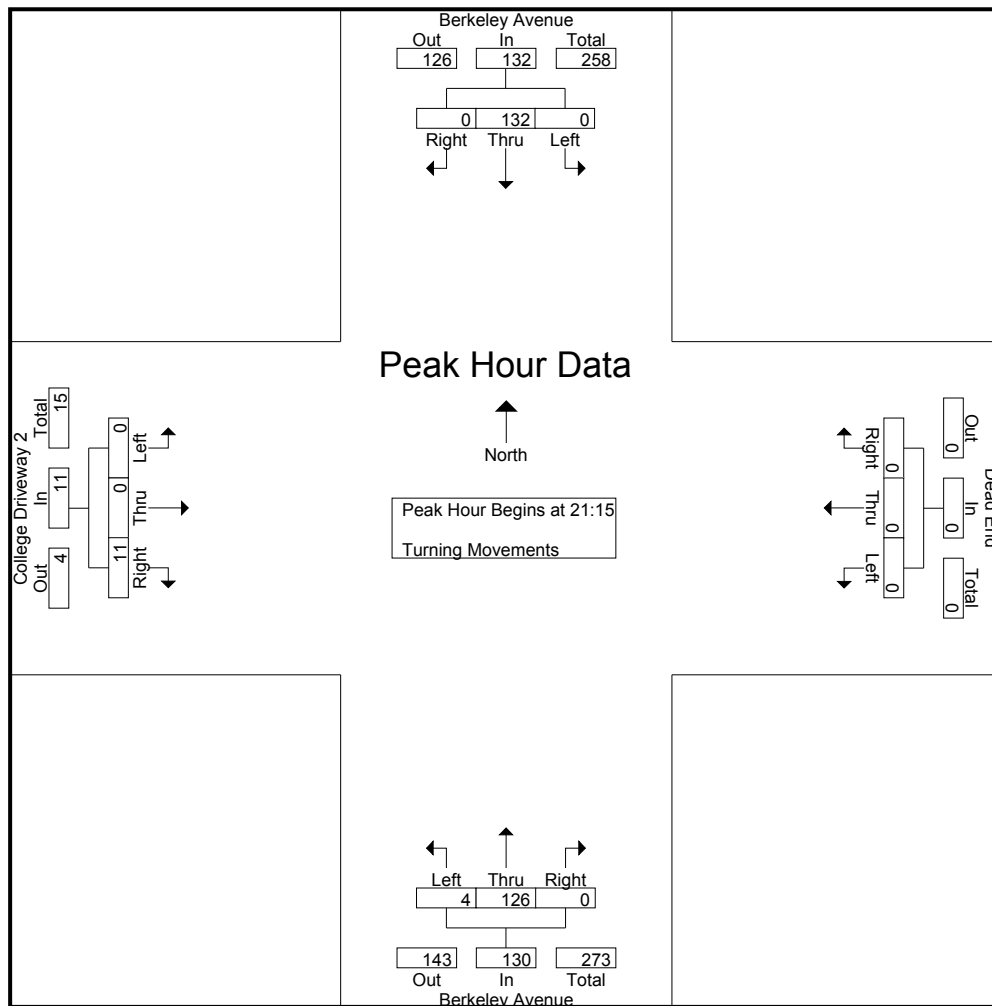 Berkeley Avenue
Out In Total
126 132 258
0 132 0
Right Thru Left
Peak Hour Data
North
Peak Hour Begins at 21:15
Turning Movements
College Driveway 2
Total In Out
15 11 4
0 0 11
Left Thru Right
Dead End
Out In Total
0 0 0
0 0 0
Right Thru Left
Left Thru Right
4 126 0
143 130 273
Out In Total
Berkeley Avenue